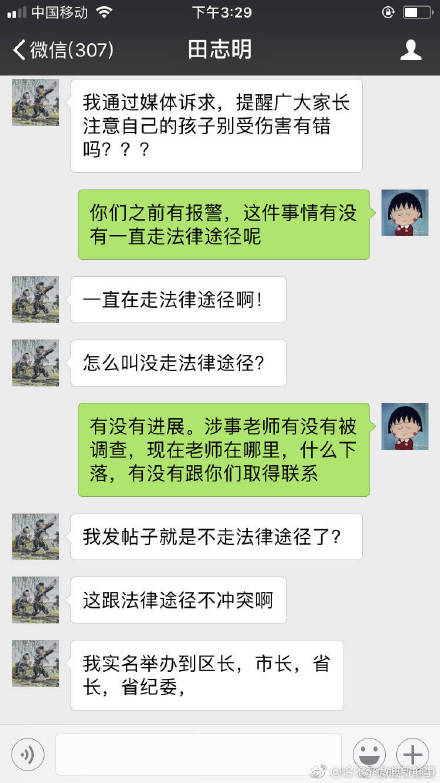 中国移动 下午3:29
微信(307) 田志明
我通过媒体诉求，提醒广大家长
注意自己的孩子别受伤害有错
吗？？？
你们之前有报警，这件事情有没
有一直走法律途径呢
一直在走法律途径啊！
怎么叫没走法律途径？
有没有进展。涉事老师有没有被
调查，现在老师在哪里，什么下
落，有没有跟你们取得联系
我发帖子就是不走法律途径了？
这跟法律途径不冲突啊
我实名举办到区长，市长，省
长，省纪委，